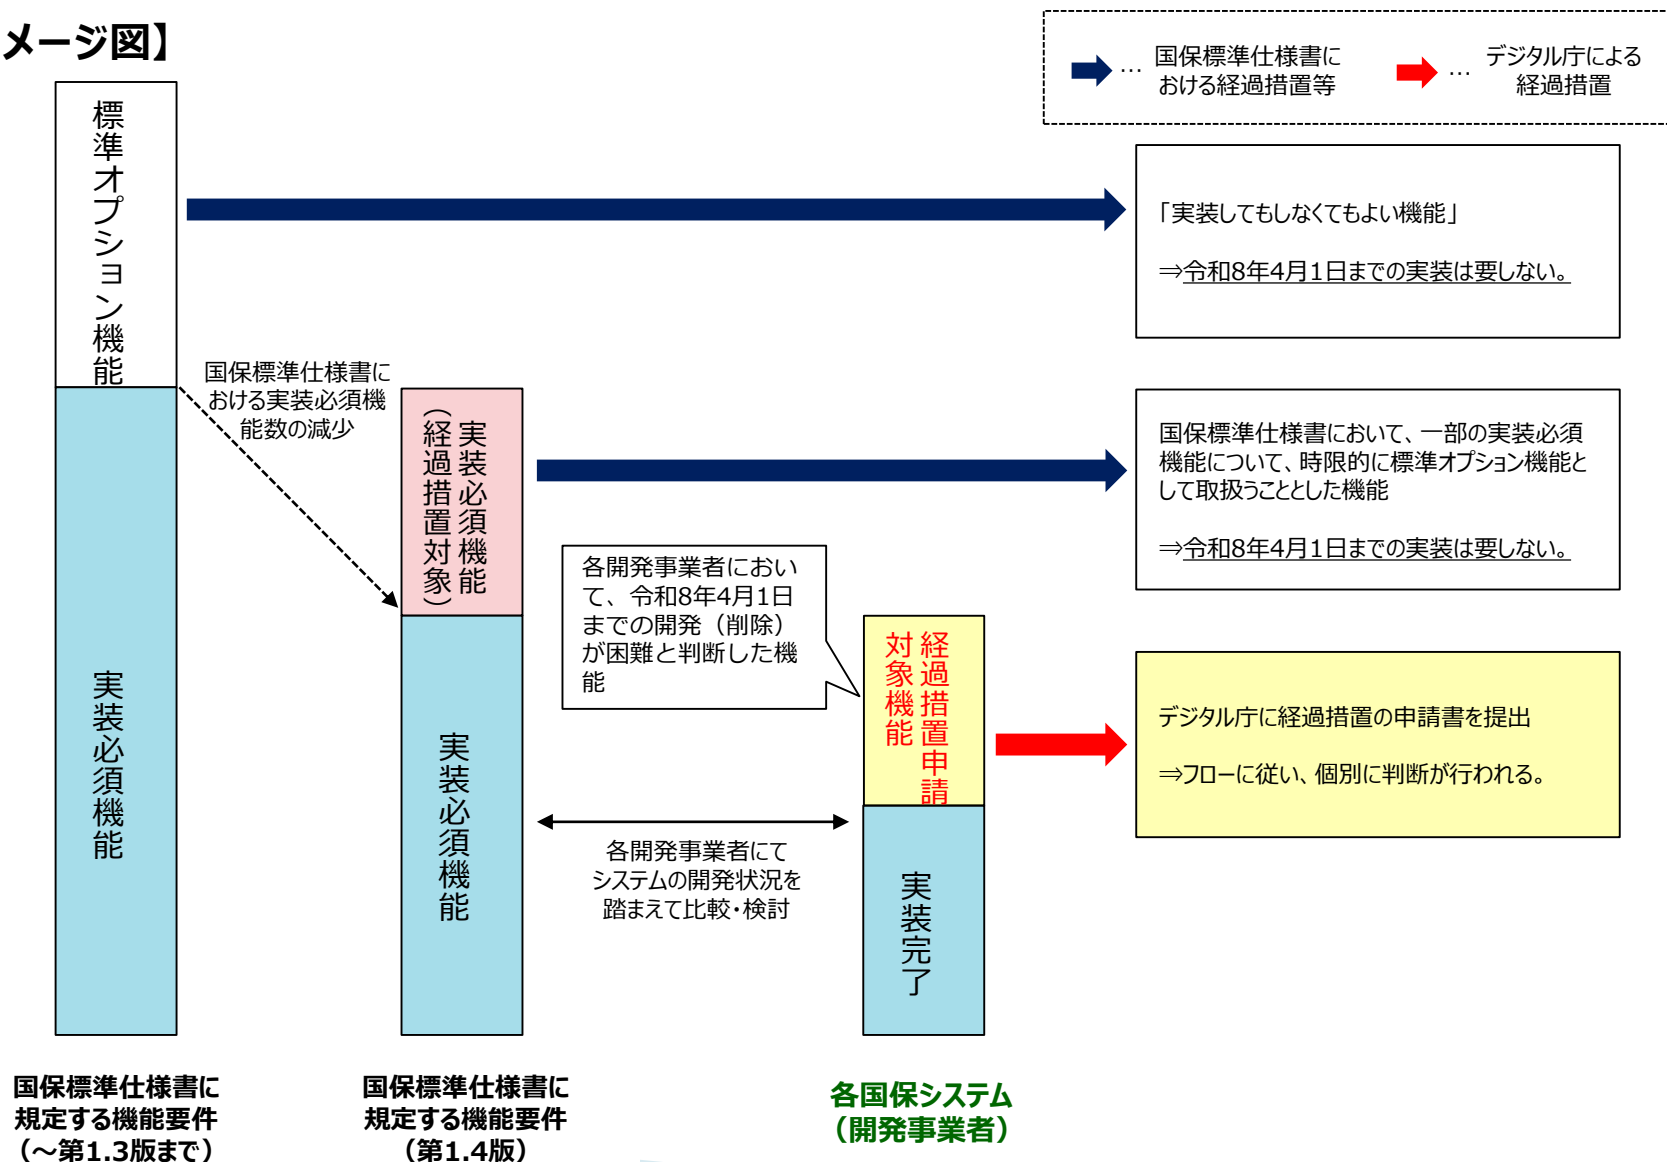 メージ図】
… 国保標準仕様書に
おける経過措置等
… デジタル庁による
経過措置
標準オプション機能
「実装してもしなくてもよい機能」
⇒令和8年4月1日までの実装は要しない。
国保標準仕様書に
おける実装必須機
能数の減少
実装必須機能
（経過措置対象）
国保標準仕様書において、一部の実装必須
機能について、時限的に標準オプション機能と
して取扱うこととした機能
⇒令和8年4月1日までの実装は要しない。
各開発事業者におい
て、令和8年4月1日
までの開発（削除）
が困難と判断した機
能
経過措置申請
対象機能
デジタル庁に経過措置の申請書を提出
⇒フローに従い、個別に判断が行われる。
実装必須機能
実装必須機能
各開発事業者にて
システムの開発状況を
踏まえて比較・検討
実装完了
国保標準仕様書に
規定する機能要件
（～第1.3版まで）
国保標準仕様書に
規定する機能要件
（第1.4版）
各国保システム
（開発事業者）